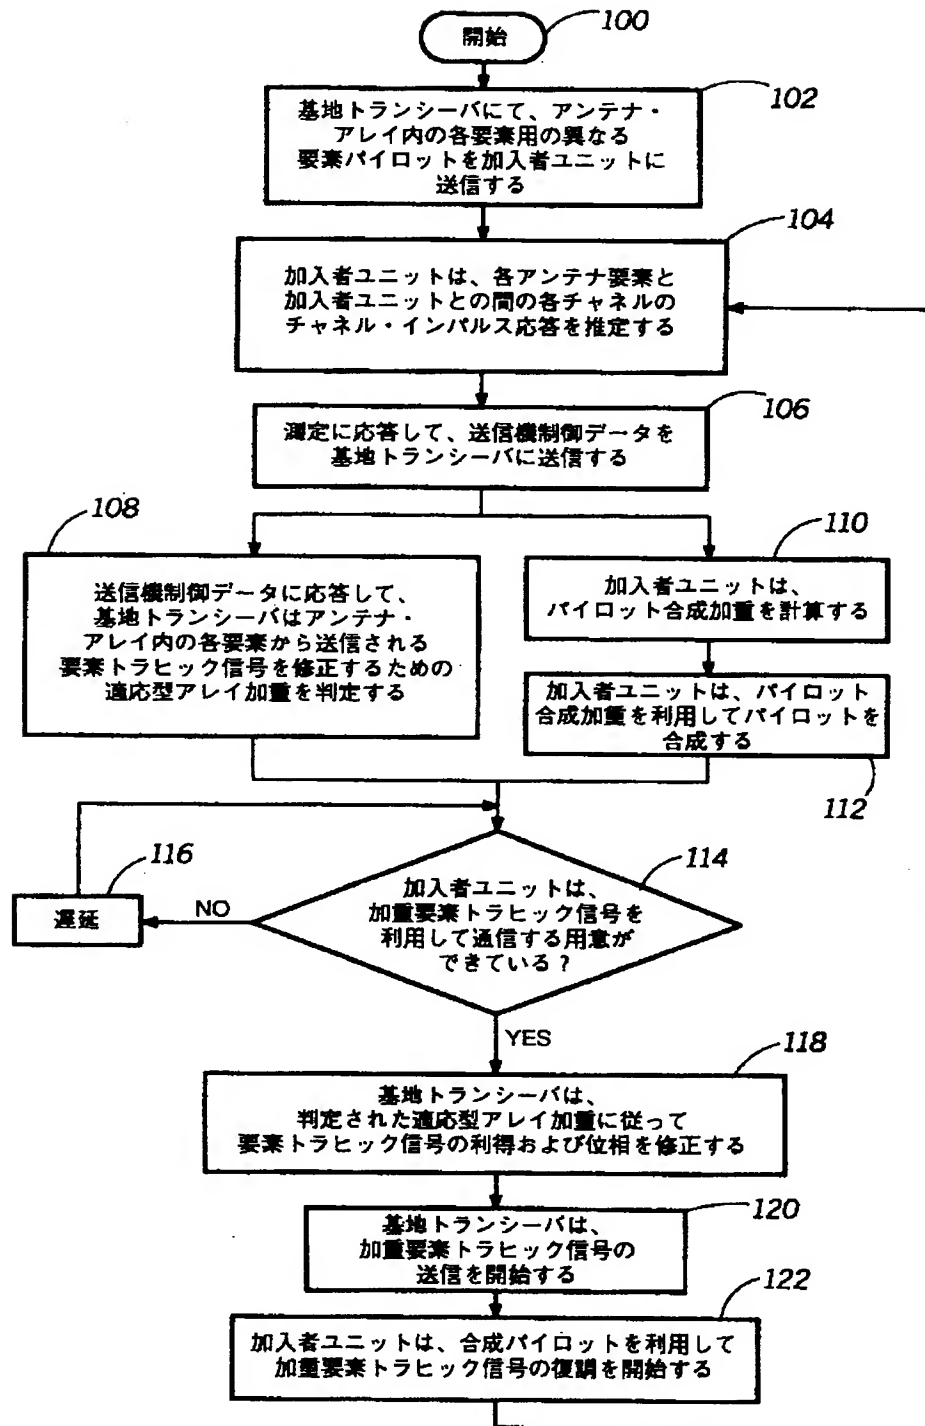 開始
100
102
基地トランシーバにて、アンテナ・
アレイ内の各要素用の異なる
要素パイロットを加入者ユニットに
送信する
104
加入者ユニットは、各アンテナ要素と
加入者ユニットとの間の各チャネルの
チャネル・インパルス応答を推定する
106
測定に応答して、送信機制御データを
基地トランシーバに送信する
108
送信機制御データに応答して、
基地トランシーバはアンテナ・
アレイ内の各要素から送信される
要素トラヒック信号を修正するための
適応型アレイ加重を判定する
110
加入者ユニットは、
パイロット合成加重を計算する
加入者ユニットは、パイロット
合成加重を利用してパイロットを
合成する
112
114
加入者ユニットは、
加重要素トラヒック信号を
利用して通信する用意が
できている？
116
遅延
NO
YES
118
基地トランシーバは、
判定された適応型アレイ加重に従って
要素トラヒック信号の利得および位相を修正する
120
基地トランシーバは、
加重要素トラヒック信号の
送信を開始する
122
加入者ユニットは、合成パイロットを利用して
加重要素トラヒック信号の復調を開始する